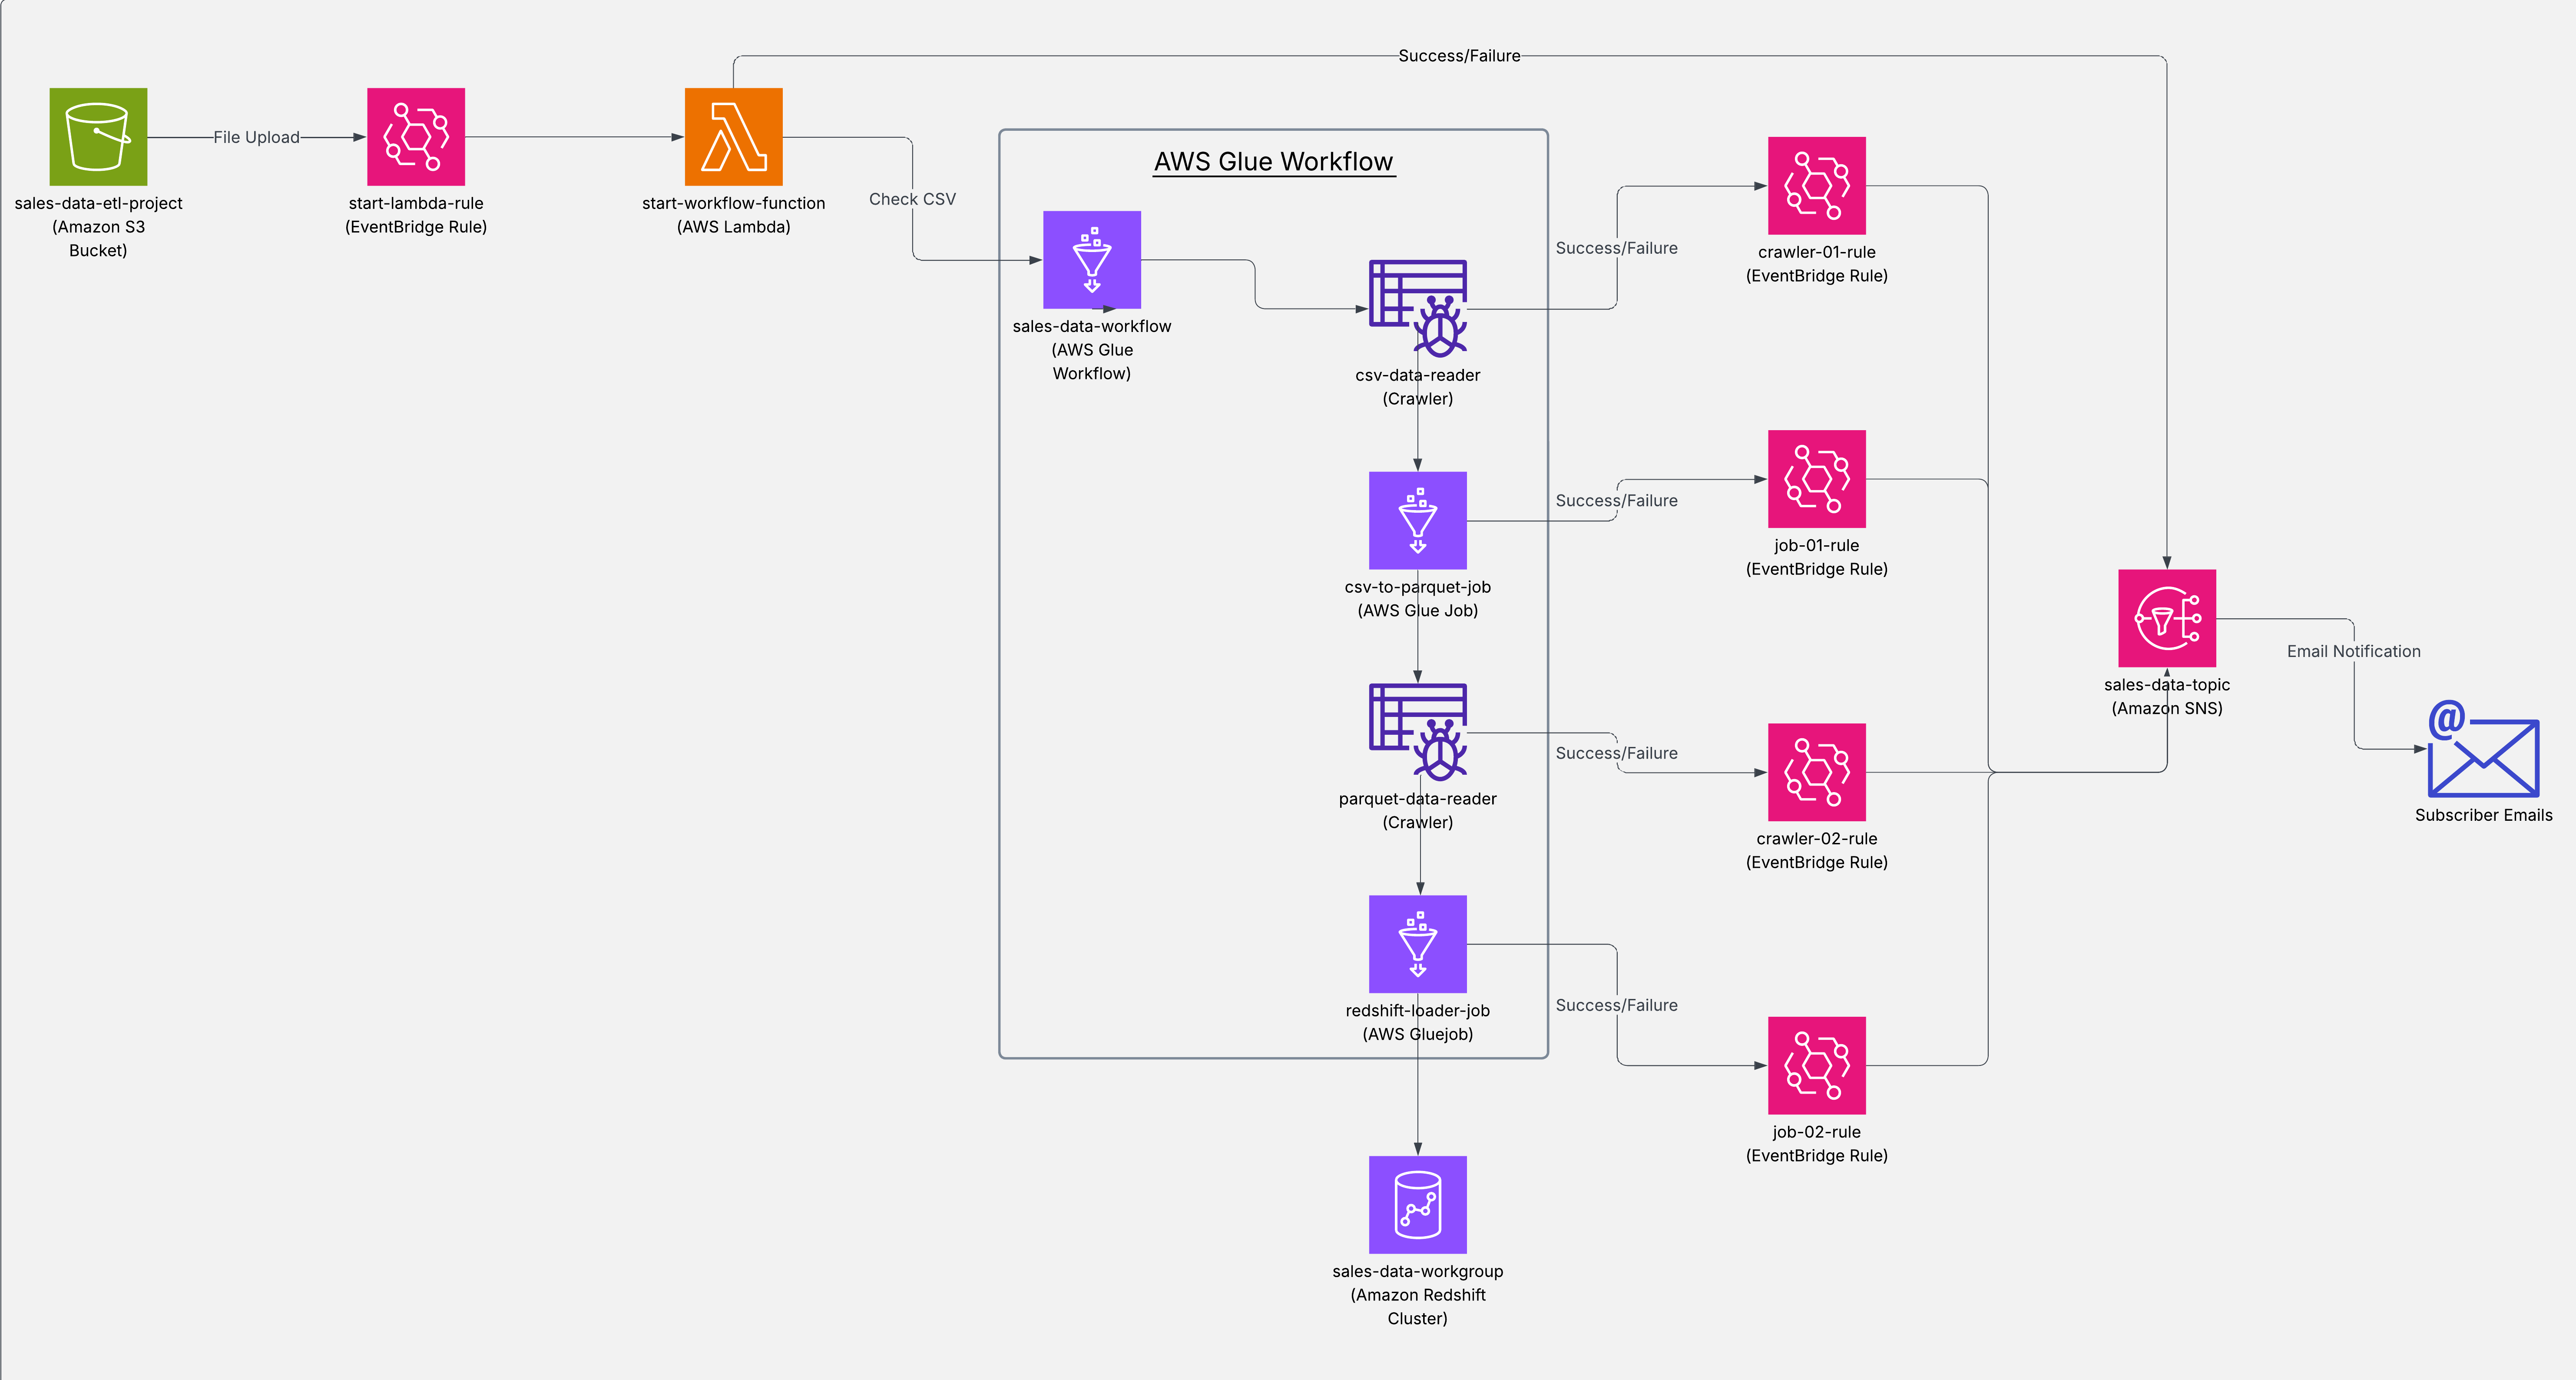 Success/Failure
File Upload
sales-data-etl-project
(Amazon S3
Bucket)
start-lambda-rule
(EventBridge Rule)
start-workflow-function
(AWS Lambda)
Check CSV
AWS Glue Workflow
sales-data-workflow
(AWS Glue
Workflow)
csv-data-reader
(Crawler)
Success/Failure
crawler-01-rule
(EventBridge Rule)
csv-to-parquet-job
(AWS Glue Job)
Success/Failure
job-01-rule
(EventBridge Rule)
parquet-data-reader
(Crawler)
Success/Failure
crawler-02-rule
(EventBridge Rule)
redshift-loader-job
(AWS Gluejob)
Success/Failure
job-02-rule
(EventBridge Rule)
sales-data-workgroup
(Amazon Redshift
Cluster)
sales-data-topic
(Amazon SNS)
Email Notification
@
Subscriber Emails